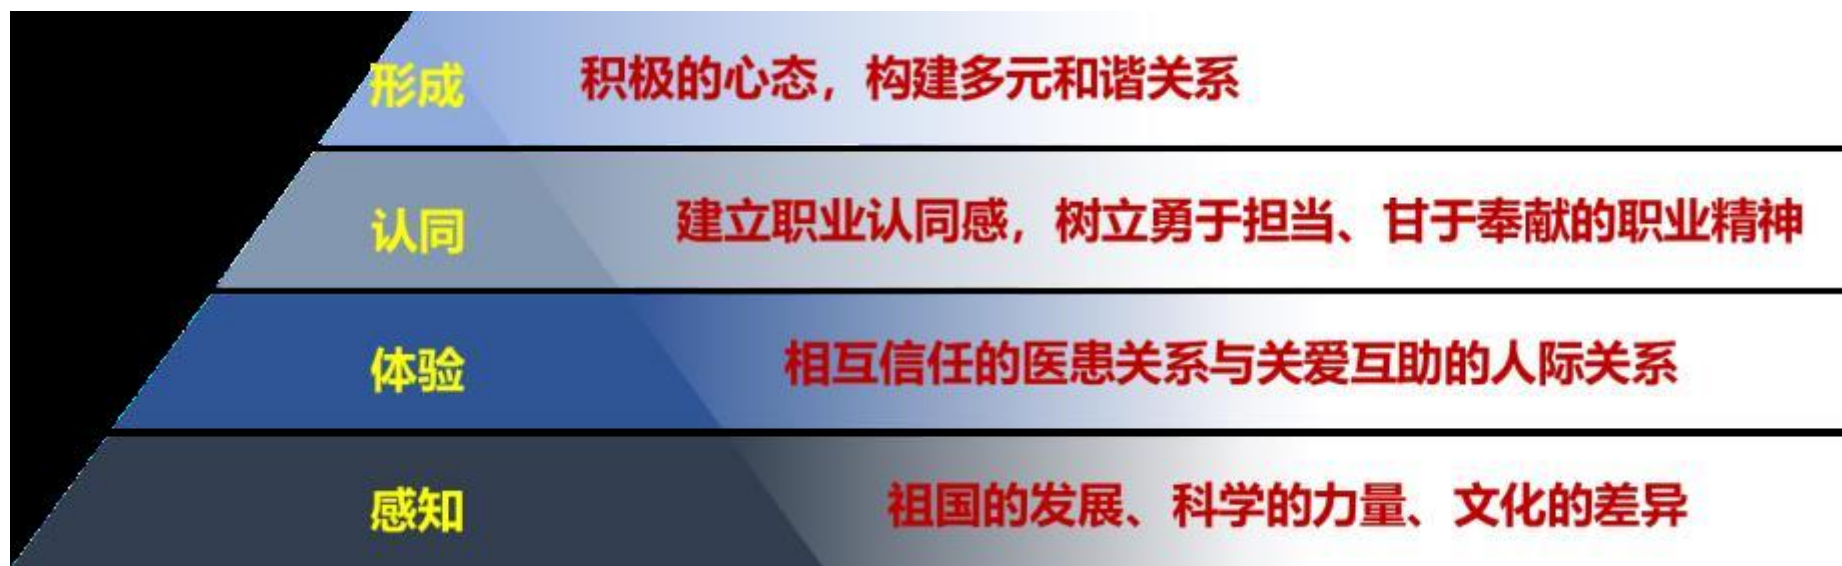 形成 积极的心态，构建多元和谐关系
认同 建立职业认同感，树立勇于担当、甘于奉献的职业精神
体验 相互信任的医患关系与关爱互助的人际关系
感知 祖国的发展、科学的力量、文化的差异